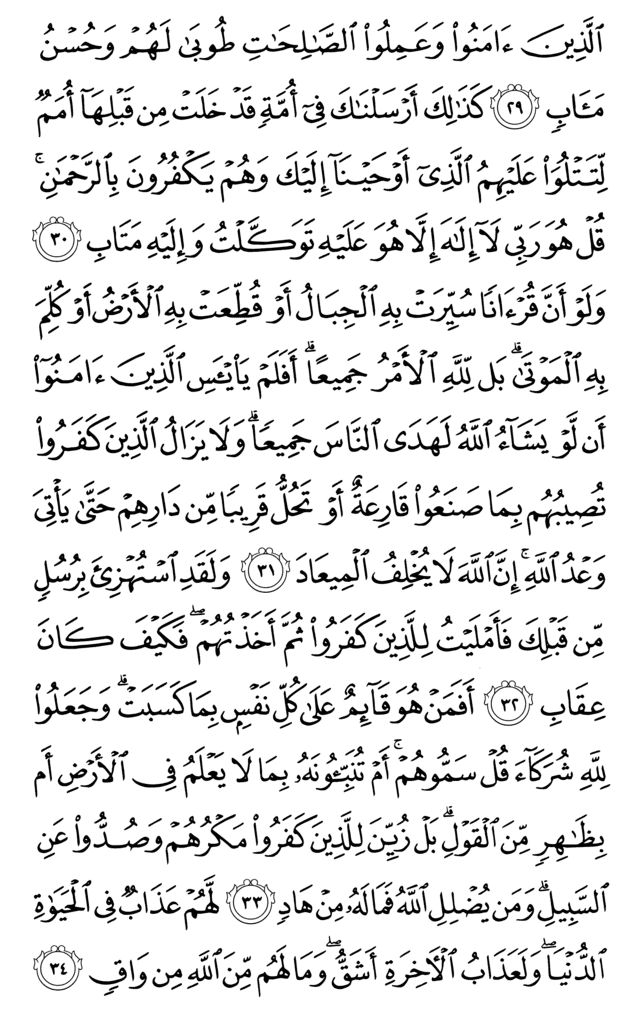 ٱلَّذِينَ ءَامَنُوا۟ وَعَمِلُوا۟ ٱلصَّـٰلِحَـٰتِ طُوبَىٰ لَهُمْ وَحُسْنُ
مَـَٔابٍ ٢٩ كَذَٰلِكَ أَرْسَلْنَـٰكَ فِىٓ أُمَّةٍ قَدْ خَلَتْ مِن قَبْلِهَآ أُمَمٌ
لِّتَتْلُوَا۟ عَلَيْهِمُ ٱلَّذِىٓ أَوْحَيْنَآ إِلَيْكَ وَهُمْ يَكْفُرُونَ بِٱلرَّحْمَـٰنِ ۚ
قُلْ هُوَ رَبِّى لَآ إِلَـٰهَ إِلَّا هُوَ عَلَيْهِ تَوَكَّلْتُ وَإِلَيْهِ مَتَابِ ٣٠
وَلَوْ أَنَّ قُرْءَانًا سُيِّرَتْ بِهِ ٱلْجِبَالُ أَوْ قُطِّعَتْ بِهِ ٱلْأَرْضُ أَوْ كُلِّمَ
بِهِ ٱلْمَوْتَىٰ ۗ بَل لِّلَّهِ ٱلْأَمْرُ جَمِيعًا ۗ أَفَلَمْ يَا۟يْـَٔسِ ٱلَّذِينَ ءَامَنُوٓا۟
أَن لَّوْ يَشَآءُ ٱللَّهُ لَهَدَى ٱلنَّاسَ جَمِيعًا ۗ وَلَا يَزَالُ ٱلَّذِينَ كَفَرُوا۟
تُصِيبُهُم بِمَا صَنَعُوا۟ قَارِعَةٌ أَوْ تَحُلُّ قَرِيبًا مِّن دَارِهِمْ حَتَّىٰ يَأْتِىَ
وَعْدُ ٱللَّهِ ۚ إِنَّ ٱللَّهَ لَا يُخْلِفُ ٱلْمِيعَادَ ٣١ وَلَقَدِ ٱسْتُهْزِئَ بِرُسُلٍ
مِّن قَبْلِكَ فَأَمْلَيْتُ لِلَّذِينَ كَفَرُوا۟ ثُمَّ أَخَذْتُهُمْ ۖ فَكَيْفَ كَانَ
عِقَابِ ٣٢ أَفَمَنْ هُوَ قَآئِمٌ عَلَىٰ كُلِّ نَفْسٍۭ بِمَا كَسَبَتْ ۗ وَجَعَلُوا۟
لِلَّهِ شُرَكَآءَ قُلْ سَمُّوهُمْ ۚ أَمْ تُنَبِّـُٔونَهُۥ بِمَا لَا يَعْلَمُ فِى ٱلْأَرْضِ أَم
بِظَـٰهِرٍ مِّنَ ٱلْقَوْلِ ۗ بَلْ زُيِّنَ لِلَّذِينَ كَفَرُوا۟ مَكْرُهُمْ وَصُدُّوا۟ عَنِ
ٱلسَّبِيلِ ۗ وَمَن يُضْلِلِ ٱللَّهُ فَمَا لَهُۥ مِنْ هَادٍ ٣٣ لَّهُمْ عَذَابٌ فِى ٱلْحَيَوٰةِ
ٱلدُّنْيَا ۖ وَلَعَذَابُ ٱلْـَٔاخِرَةِ أَشَقُّ ۖ وَمَا لَهُم مِّنَ ٱللَّهِ مِن وَاقٍ ٣٤